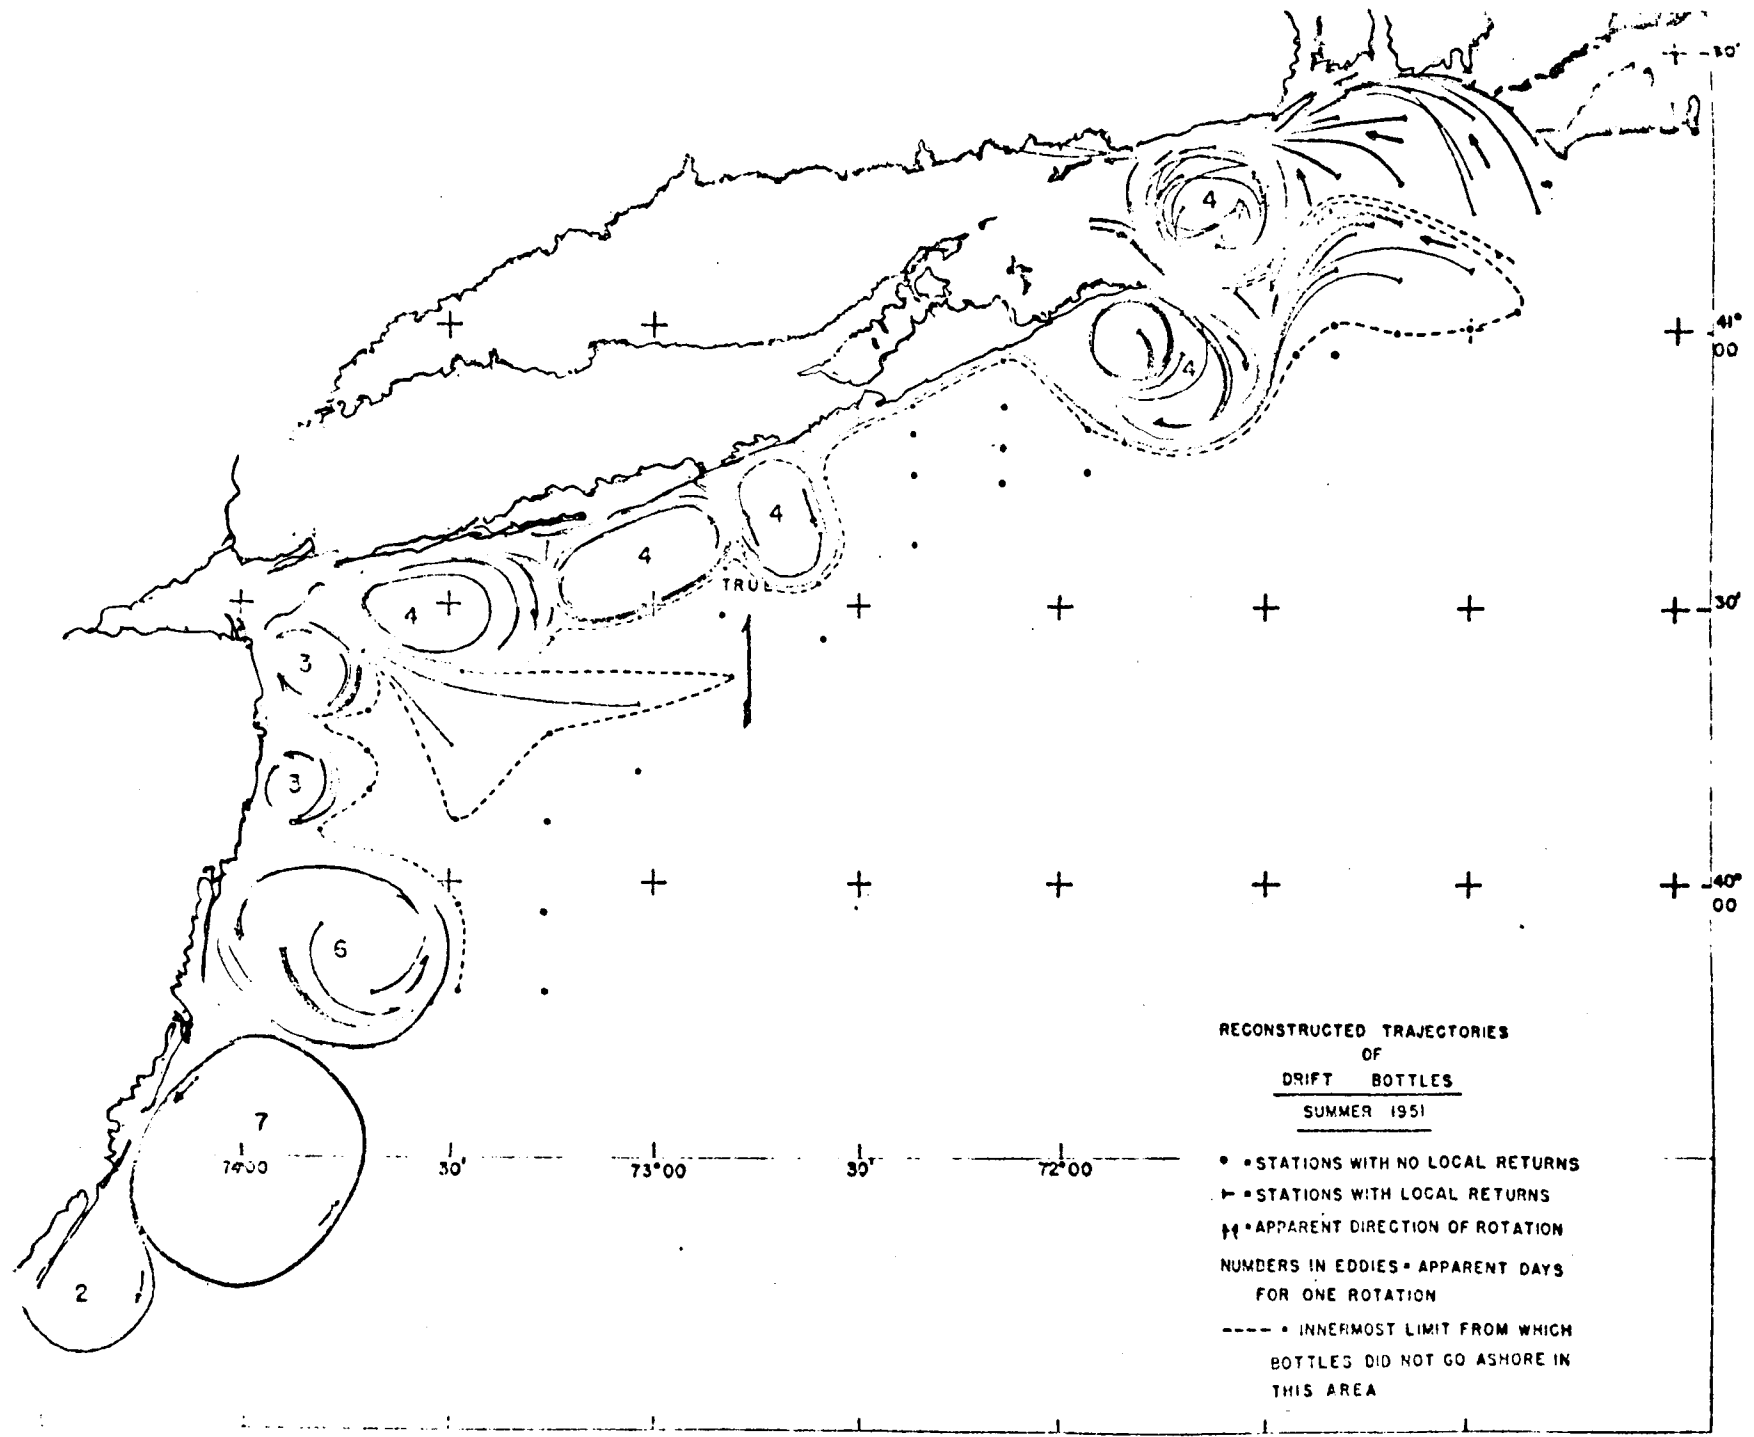 30'
4
41°
00
4
4
4
TRUE
4
30'
3
3
40°
00
6
RECONSTRUCTED TRAJECTORIES
OF
DRIFT BOTTLES
SUMMER 1951
7
74°00 30' 73°00 30' 72°00
• =STATIONS WITH NO LOCAL RETURNS
=STATIONS WITH LOCAL RETURNS
=APPARENT DIRECTION OF ROTATION
NUMBERS IN EDDIES = APPARENT DAYS
FOR ONE ROTATION
2
---- = INNERMOST LIMIT FROM WHICH
BOTTLES DID NOT GO ASHORE IN
THIS AREA